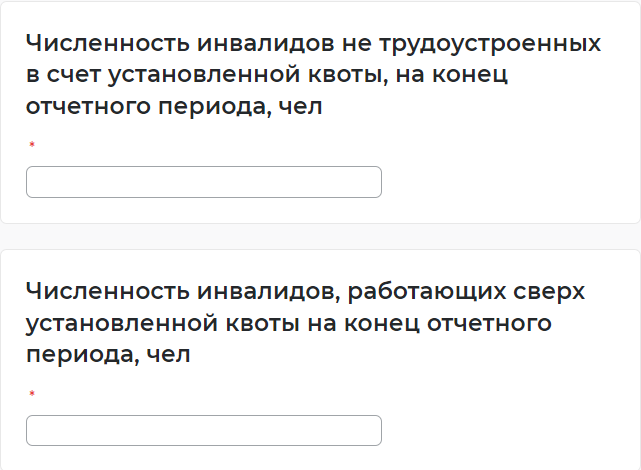 Численность инвалидов не трудоустроенных
в счет установленной квоты, на конец
отчетного периода, чел
*
Численность инвалидов, работающих сверх
установленной квоты на конец отчетного
периода, чел
*